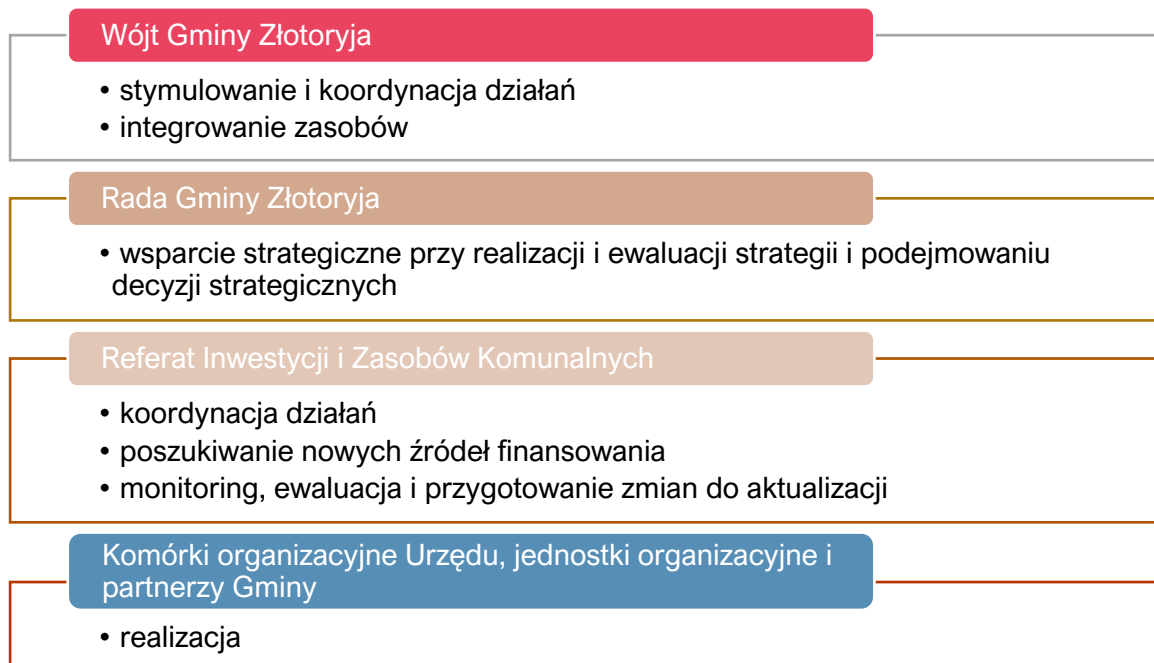 Wójt Gminy Złotoryja
• stymulowanie i koordynacja działań
• integrowanie zasobów
Rada Gminy Złotoryja
• wsparcie strategiczne przy realizacji i ewaluacji strategii i podejmowaniu
decyzji strategicznych
Referat Inwestycji i Zasobów Komunalnych
• koordynacja działań
• poszukiwanie nowych źródeł finansowania
• monitoring, ewaluacja i przygotowanie zmian do aktualizacji
Komórki organizacyjne Urzędu, jednostki organizacyjne i
partnerzy Gminy
• realizacja